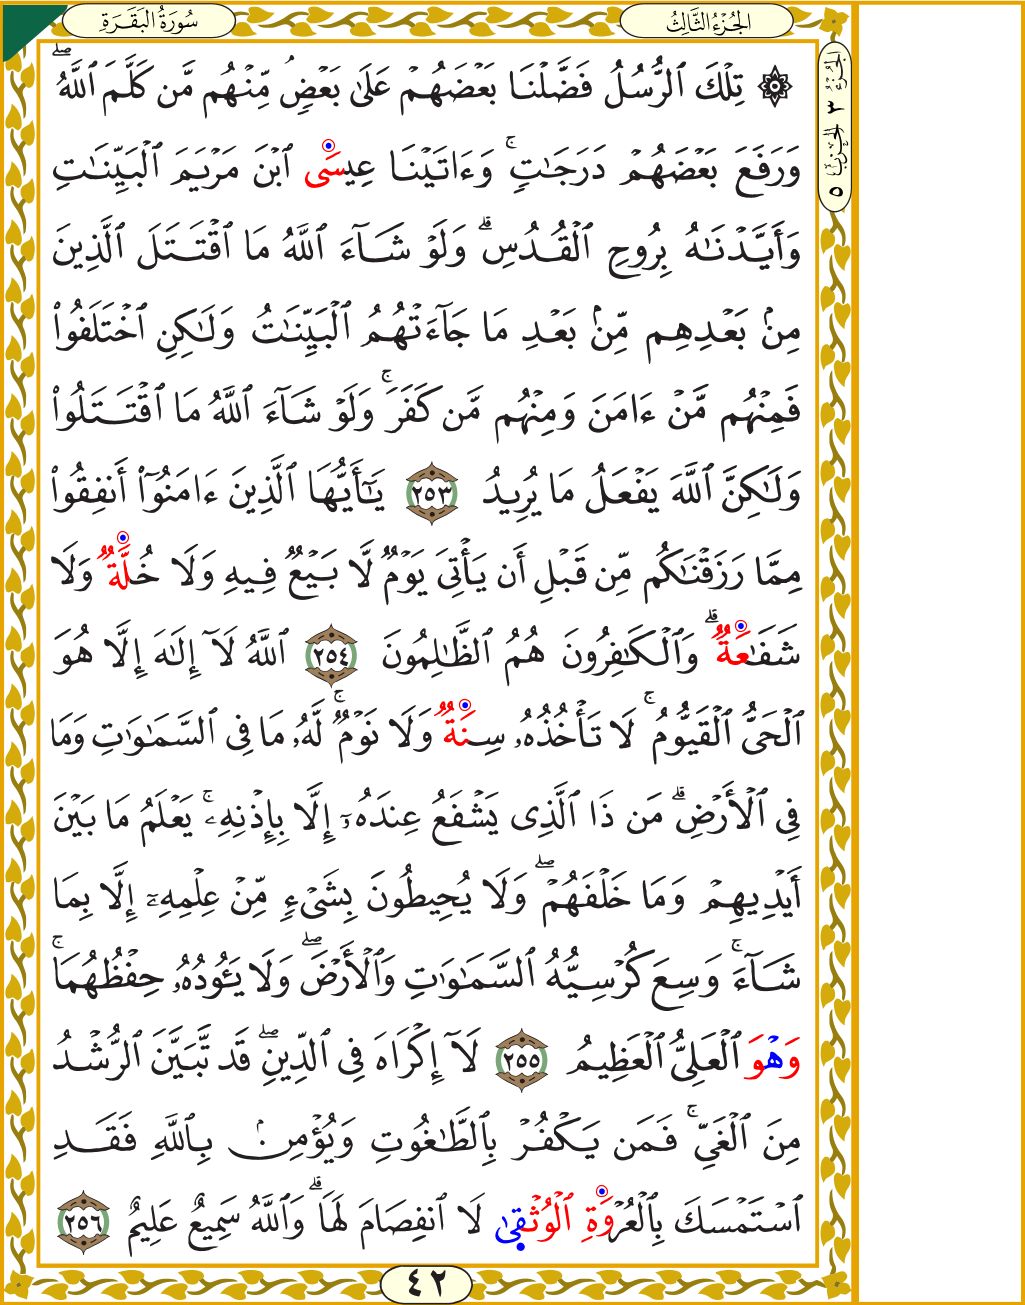 سُورَةُ الْبَقَرَةِ
الجُزْءُ الثَّالِثُ
الجُزْءُ ٣ الحِزْبُ ٥
۞ تِلْكَ ٱلرُّسُلُ فَضَّلْنَا بَعْضَهُمْ عَلَىٰ بَعْضٍۢ مِّنْهُم مَّن كَلَّمَ ٱللَّهُ ۖ
وَرَفَعَ بَعْضَهُمْ دَرَجَـٰتٍۢ ۚ وَءَاتَيْنَا عِيسَى ٱبْنَ مَرْيَمَ ٱلْبَيِّنَـٰتِ
وَأَيَّدْنَـٰهُ بِرُوحِ ٱلْقُدُسِ ۗ وَلَوْ شَآءَ ٱللَّهُ مَا ٱقْتَتَلَ ٱلَّذِينَ
مِنۢ بَعْدِهِم مِّنۢ بَعْدِ مَا جَآءَتْهُمُ ٱلْبَيِّنَـٰتُ وَلَـٰكِنِ ٱخْتَلَفُوا۟
فَمِنْهُم مَّنْ ءَامَنَ وَمِنْهُم مَّن كَفَرَ ۚ وَلَوْ شَآءَ ٱللَّهُ مَا ٱقْتَتَلُوا۟
وَلَـٰكِنَّ ٱللَّهَ يَفْعَلُ مَا يُرِيدُ ٢٥٣ يَـٰٓأَيُّهَا ٱلَّذِينَ ءَامَنُوٓا۟ أَنفِقُوا۟
مِمَّا رَزَقْنَـٰكُم مِّن قَبْلِ أَن يَأْتِىَ يَوْمٌۭ لَّا بَيْعٌۭ فِيهِ وَلَا خُلَّةٌۭ وَلَا
شَفَـٰعَةٌۭ ۗ وَٱلْكَـٰفِرُونَ هُمُ ٱلظَّـٰلِمُونَ ٢٥٤ ٱللَّهُ لَآ إِلَـٰهَ إِلَّا هُوَ
ٱلْحَىُّ ٱلْقَيُّومُ ۚ لَا تَأْخُذُهُۥ سِنَةٌۭ وَلَا نَوْمٌۭ ۚ لَّهُۥ مَا فِى ٱلسَّمَـٰوَٰتِ وَمَا
فِى ٱلْأَرْضِ ۗ مَن ذَا ٱلَّذِى يَشْفَعُ عِندَهُۥٓ إِلَّا بِإِذْنِهِۦ ۚ يَعْلَمُ مَا بَيْنَ
أَيْدِيهِمْ وَمَا خَلْفَهُمْ ۖ وَلَا يُحِيطُونَ بِشَىْءٍۢ مِّنْ عِلْمِهِۦٓ إِلَّا بِمَا
شَآءَ ۚ وَسِعَ كُرْسِيُّهُ ٱلسَّمَـٰوَٰتِ وَٱلْأَرْضَ ۖ وَلَا يَـُٔودُهُۥ حِفْظُهُمَا ۚ
وَهْوَ ٱلْعَلِىُّ ٱلْعَظِيمُ ٢٥٥ لَآ إِكْرَاهَ فِى ٱلدِّينِ ۖ قَد تَّبَيَّنَ ٱلرُّشْدُ
مِنَ ٱلْغَىِّ ۚ فَمَن يَكْفُرْ بِٱلطَّـٰغُوتِ وَيُؤْمِنۢ بِٱللَّهِ فَقَدِ
ٱسْتَمْسَكَ بِٱلْعُرْوَةِ ٱلْوُثْقَىٰ لَا ٱنفِصَامَ لَهَا ۗ وَٱللَّهُ سَمِيعٌ عَلِيمٌ ٢٥٦
٤٢